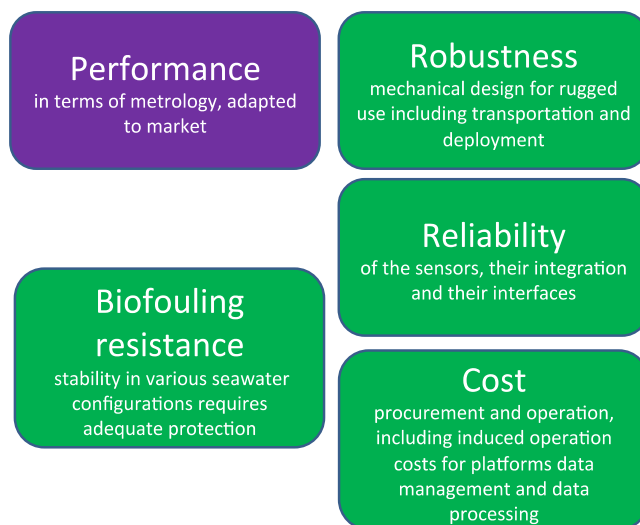 Performance
in terms of metrology, adapted
to market
Robustness
mechanical design for rugged
use including transportation and
deployment
Reliability
of the sensors, their integration
and their interfaces
Biofouling
resistance
stability in various seawater
configurations requires
adequate protection
Cost
procurement and operation,
including induced operation
costs for platforms data
management and data
processing